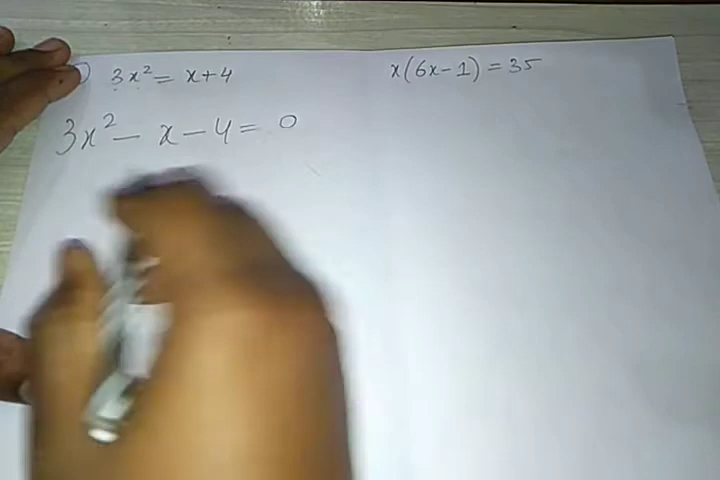 3x² = x+4
3x² - x - 4 = 0
x(6x-1) = 35